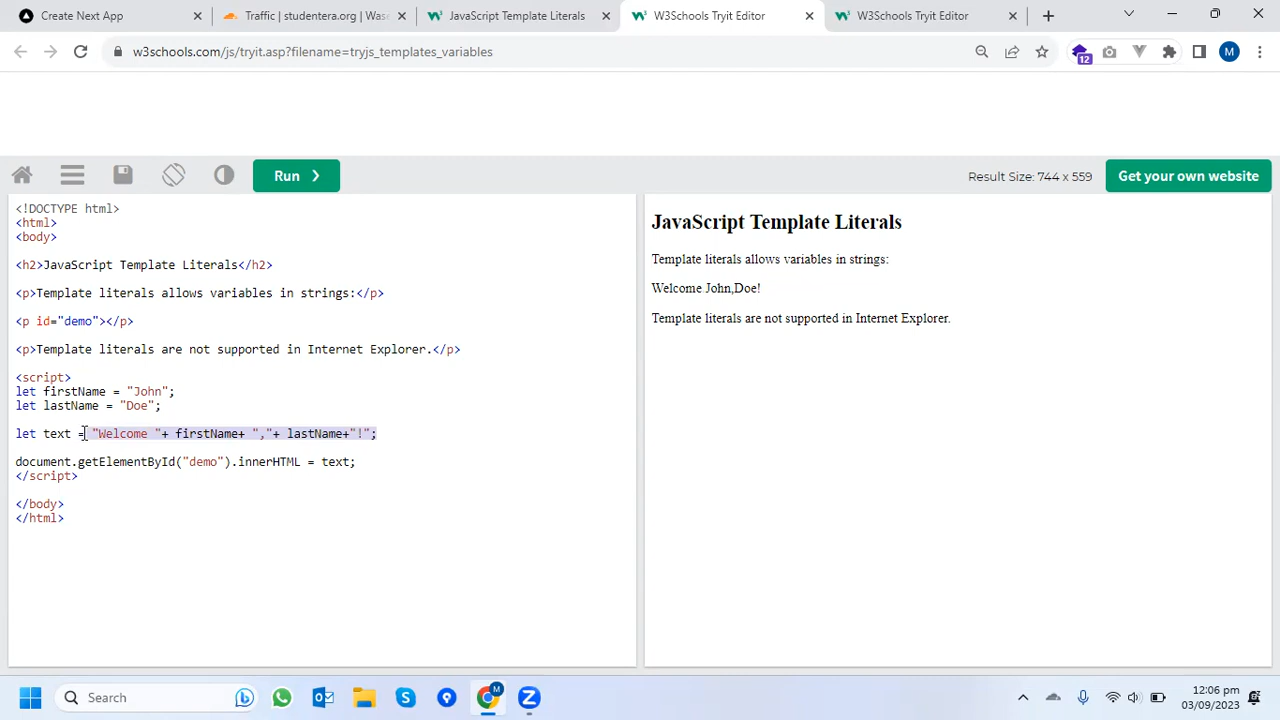 Create Next App
Traffic | studentera.org | Was
JavaScript Template Literals
W3Schools Tryit Editor
W3Schools Tryit Editor
w3schools.com/js/tryit.asp?filename=tryjs_templates_variables
12
M
Run ❯
Result Size: 744 x 559
Get your own website
<!DOCTYPE html>
<html>
<body>
<h2>JavaScript Template Literals</h2>
<p>Template literals allows variables in strings:</p>
<p id="demo"></p>
<p>Template literals are not supported in Internet Explorer.</p>
<script>
let firstName = "John";
let lastName = "Doe";
let text = "Welcome "+ firstName+ ","+ lastName+"!";
document.getElementById("demo").innerHTML = text;
</script>
</body>
</html>
JavaScript Template Literals
Template literals allows variables in strings:
Welcome John,Doe!
Template literals are not supported in Internet Explorer.
Search
M
12:06 pm
03/09/2023